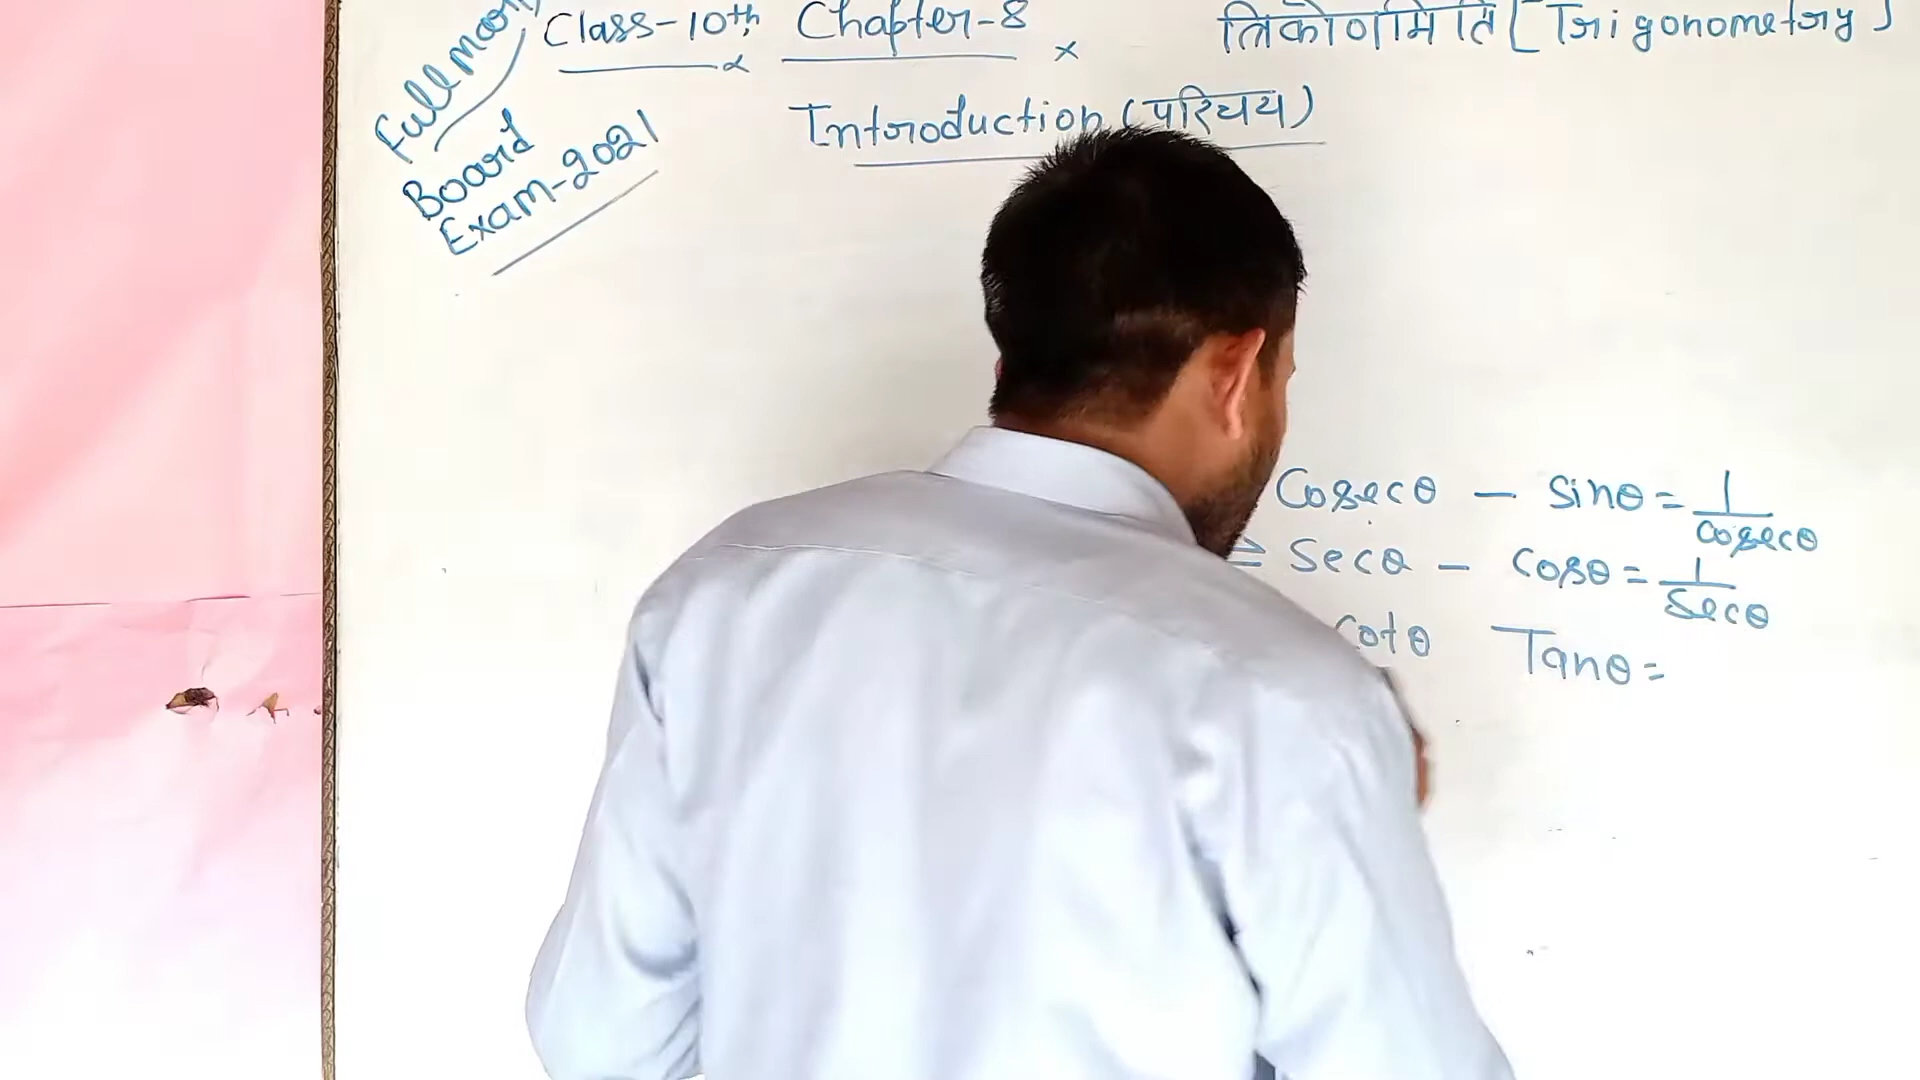 Class-10th Chapter-8 × त्रिकोणमिति [Trigonometry]
Full marks
Board
Exam-2021
Introduction (परिचय)
Cosecθ — Sinθ = 1/Cosecθ
Secθ — Cosθ = 1/Secθ
Cotθ Tanθ =